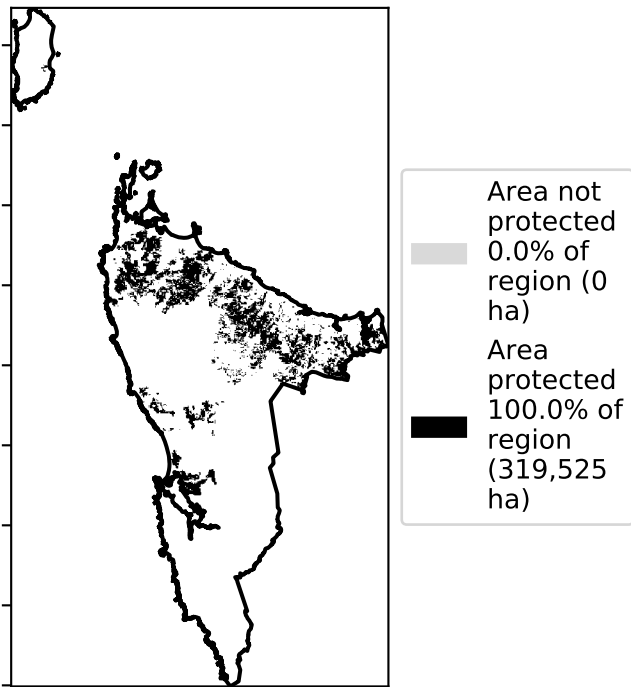 Area not
protected
0.0% of
region (0
ha)
Area
protected
100.0% of
region
(319,525
ha)